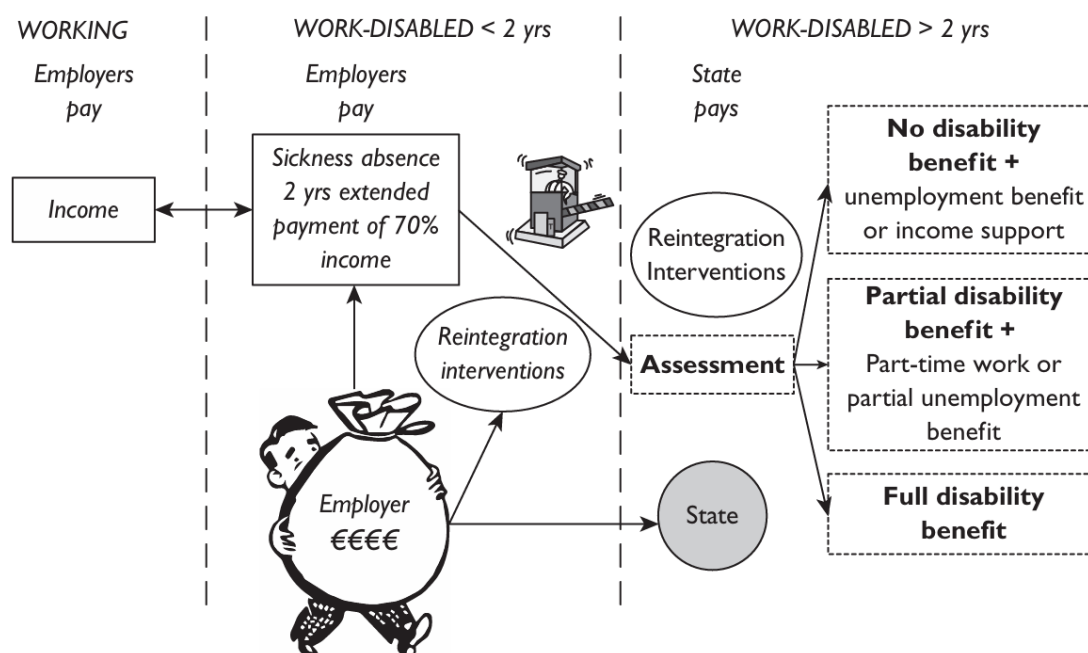 WORKING
Employers
pay
Income
WORK-DISABLED < 2 yrs
Employers
pay
Sickness absence
2 yrs extended
payment of 70%
income
Reintegration
interventions
Employer
€€€€
WORK-DISABLED > 2 yrs
State
pays
Reintegration
Interventions
Assessment
State
No disability
benefit +
unemployment benefit
or income support
Partial disability
benefit +
Part-time work or
partial unemployment
benefit
Full disability
benefit